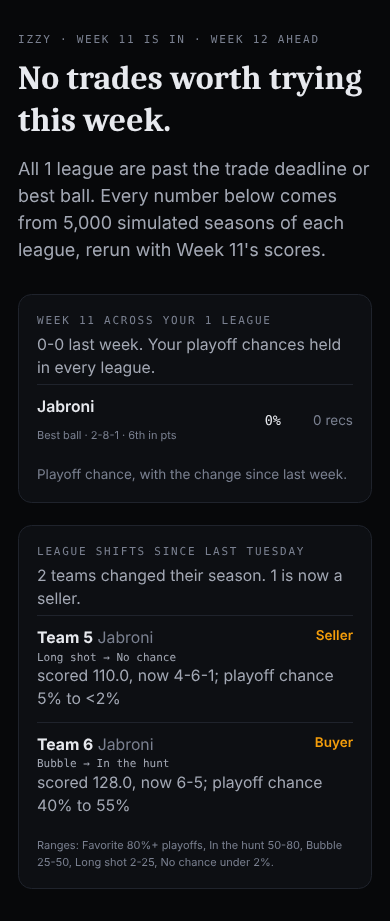 IZZY · WEEK 11 IS IN · WEEK 12 AHEAD
No trades worth trying
this week.
All 1 league are past the trade deadline or
best ball. Every number below comes
from 5,000 simulated seasons of each
league, rerun with Week 11's scores.
WEEK 11 ACROSS YOUR 1 LEAGUE
0-0 last week. Your playoff chances held
in every league.
Jabroni
0% 0 recs
Best ball · 2-8-1 · 6th in pts
Playoff chance, with the change since last week.
LEAGUE SHIFTS SINCE LAST TUESDAY
2 teams changed their season. 1 is now a
seller.
Team 5 Jabroni Seller
Long shot → No chance
scored 110.0, now 4-6-1; playoff chance
5% to <2%
Team 6 Jabroni Buyer
Bubble → In the hunt
scored 128.0, now 6-5; playoff chance
40% to 55%
Ranges: Favorite 80%+ playoffs, In the hunt 50-80, Bubble
25-50, Long shot 2-25, No chance under 2%.